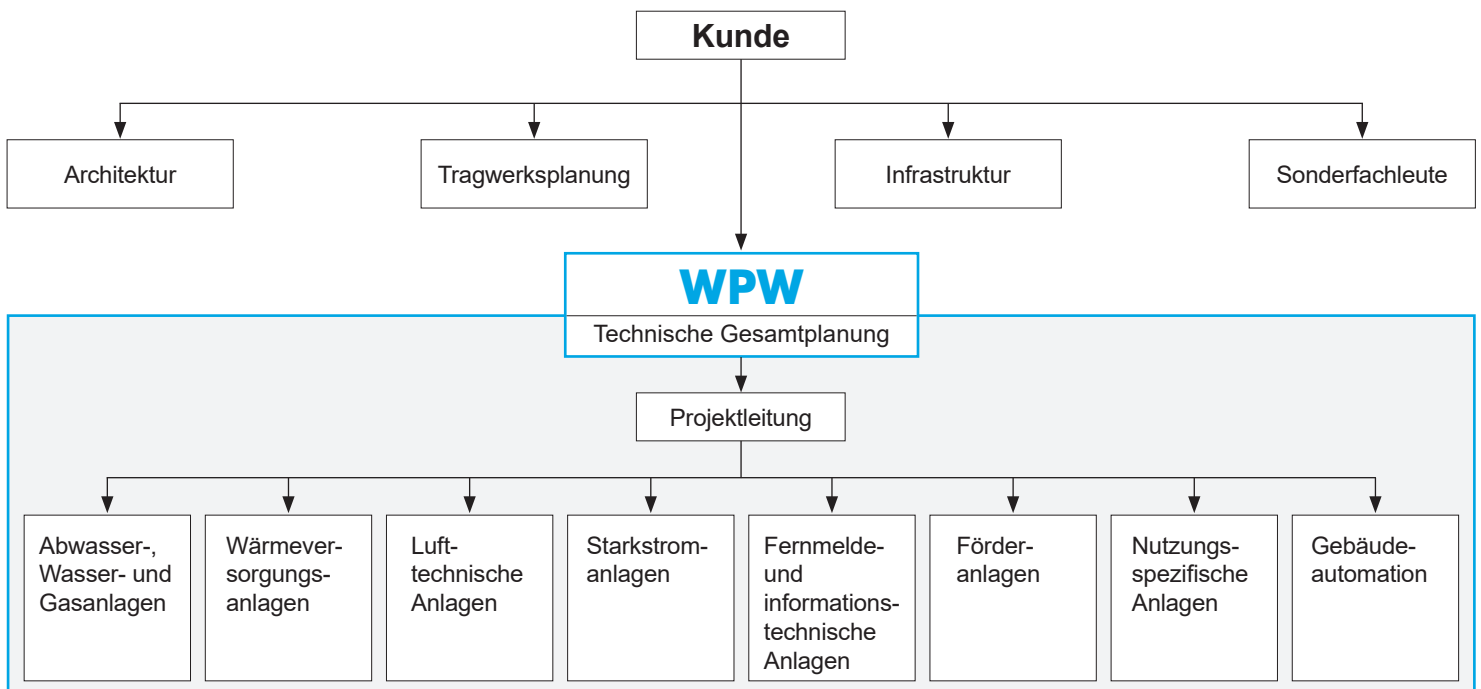 Kunde
Architektur
Tragwerksplanung
Infrastruktur
Sonderfachleute
WPW
Technische Gesamtplanung
Projektleitung
Abwasser-,
Wasser- und
Gasanlagen
Wärmever-
sorgungs-
anlagen
Luft-
technische
Anlagen
Starkstrom-
anlagen
Fernmelde-
und
informations-
technische
Anlagen
Förder-
anlagen
Nutzungs-
spezifische
Anlagen
Gebäude-
automation